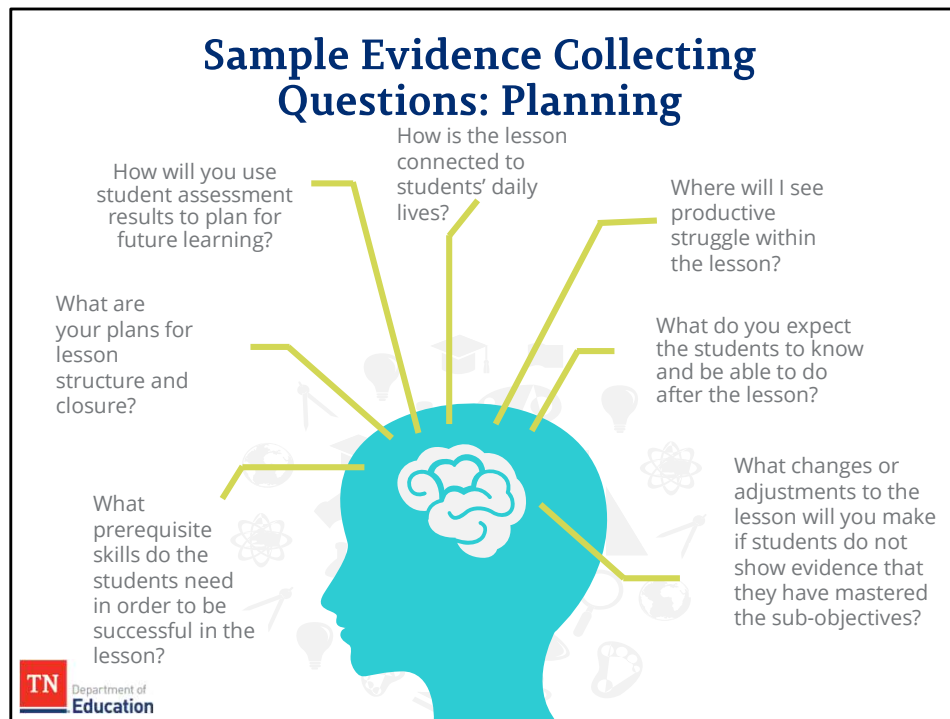 Sample Evidence Collecting
Questions: Planning
How will you use
student assessment
results to plan for
future learning?
How is the lesson
connected to
students’ daily
lives?
Where will I see
productive
struggle within
the lesson?
What are
your plans for
lesson
structure and
closure?
What do you expect
the students to know
and be able to do
after the lesson?
What
prerequisite
skills do the
students need
in order to be
successful in the
lesson?
What changes or
adjustments to the
lesson will you make
if students do not
show evidence that
they have mastered
the sub-objectives?
TN
Department of
Education